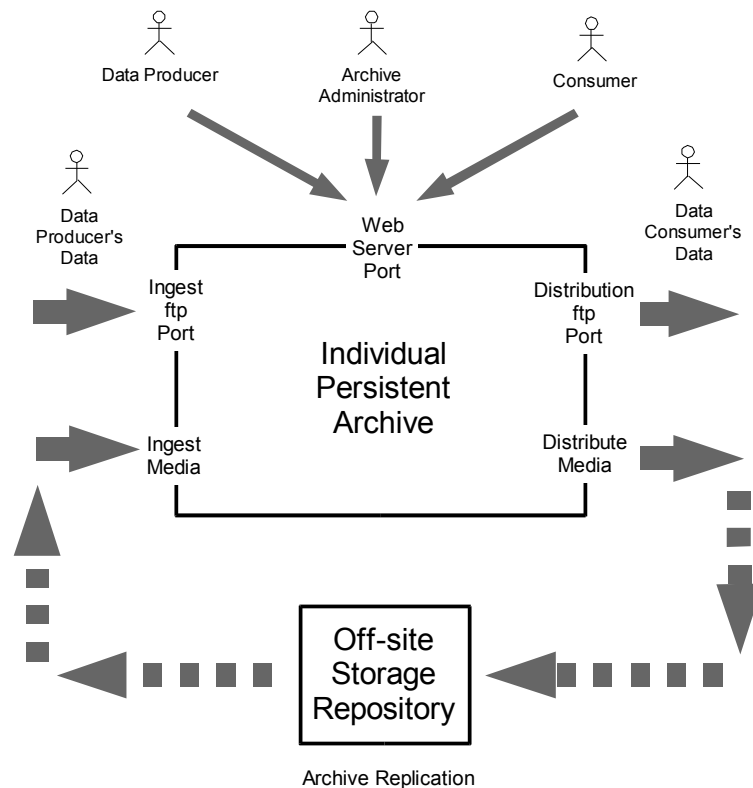 Data Producer
Archive
Administrator
Consumer
Data
Producer's
Data
Web
Server
Port
Data
Consumer's
Data
Ingest
ftp
Port
Distribution
ftp
Port
Individual
Persistent
Archive
Ingest
Media
Distribute
Media
Off-site
Storage
Repository
Archive Replication